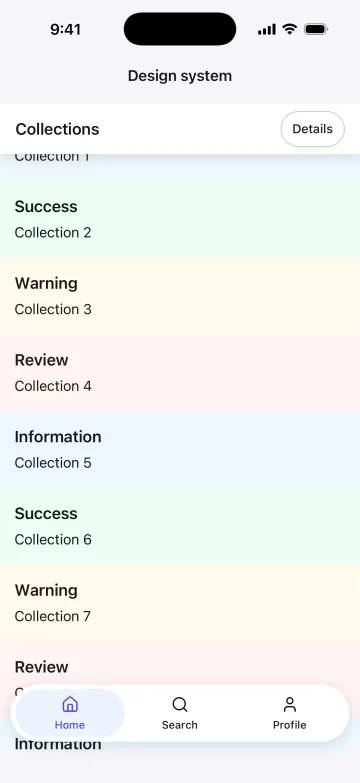 9:41
Design system
Collections
Details
Collection 1
Success
Collection 2
Warning
Collection 3
Review
Collection 4
Information
Collection 5
Success
Collection 6
Warning
Collection 7
Review
Home
Search
Profile
Information